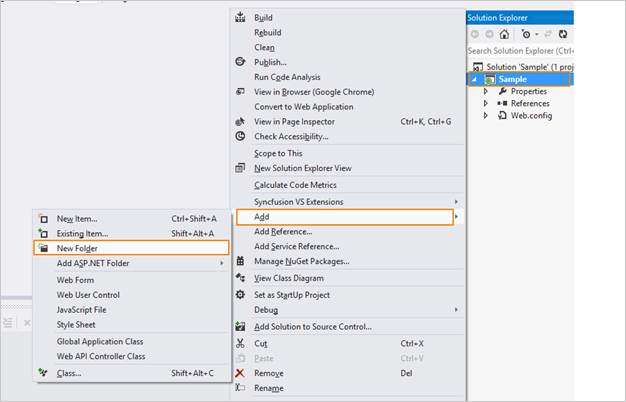 Build
Rebuild
Clean
Publish...
Run Code Analysis
View in Browser (Google Chrome)
Convert to Web Application
View in Page Inspector Ctrl+K, Ctrl+G
Check Accessibility...
Scope to This
New Solution Explorer View
Calculate Code Metrics
Syncfusion VS Extensions
Add
Add Reference...
Add Service Reference...
Manage NuGet Packages...
View Class Diagram
Set as StartUp Project
Debug
Add Solution to Source Control...
Cut Ctrl+X
Paste Ctrl+V
Remove Del
Rename
New Item... Ctrl+Shift+A
Existing Item... Shift+Alt+A
New Folder
Add ASP.NET Folder
Web Form
Web User Control
JavaScript File
Style Sheet
Global Application Class
Web API Controller Class
Class... Shift+Alt+C
Solution Explorer
Search Solution Explorer (Ctrl+
Solution 'Sample' (1 proj
Sample
Properties
References
Web.config